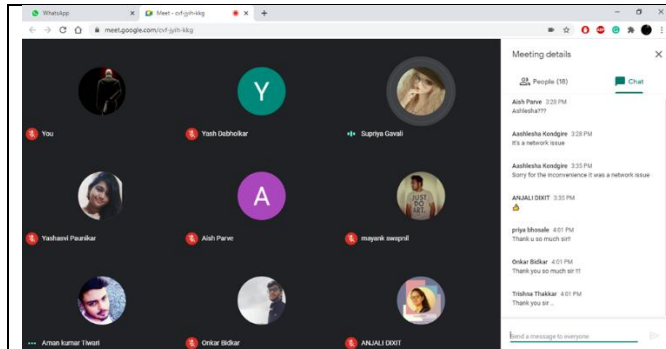 WhatsApp
Meet - cvf-jyih-kkg
meet.google.com/cvf-jyih-kkg
Y
You
Yash Dabholkar
Supriya Gavali
A
JUST
DO
ART.
Yashasvi Paunikar
Aish Parve
mayank swapnil
Aman kumar Tiwari
Onkar Bidkar
ANJALI DIXIT
Meeting details
People (18)
Chat
Aish Parve 3:28 PM
Ashlesha???
Aashlesha Kondgire 3:28 PM
It's a network issue
Aashlesha Kondgire 3:35 PM
Sorry for the inconvenience it was a network issue
ANJALI DIXIT 3:35 PM
👍
priya bhosale 4:01 PM
Thank u so much sir!!
Onkar Bidkar 4:01 PM
Thank you so much sir !!!
Trishna Thakkar 4:01 PM
Thank you sir ..
Send a message to everyone